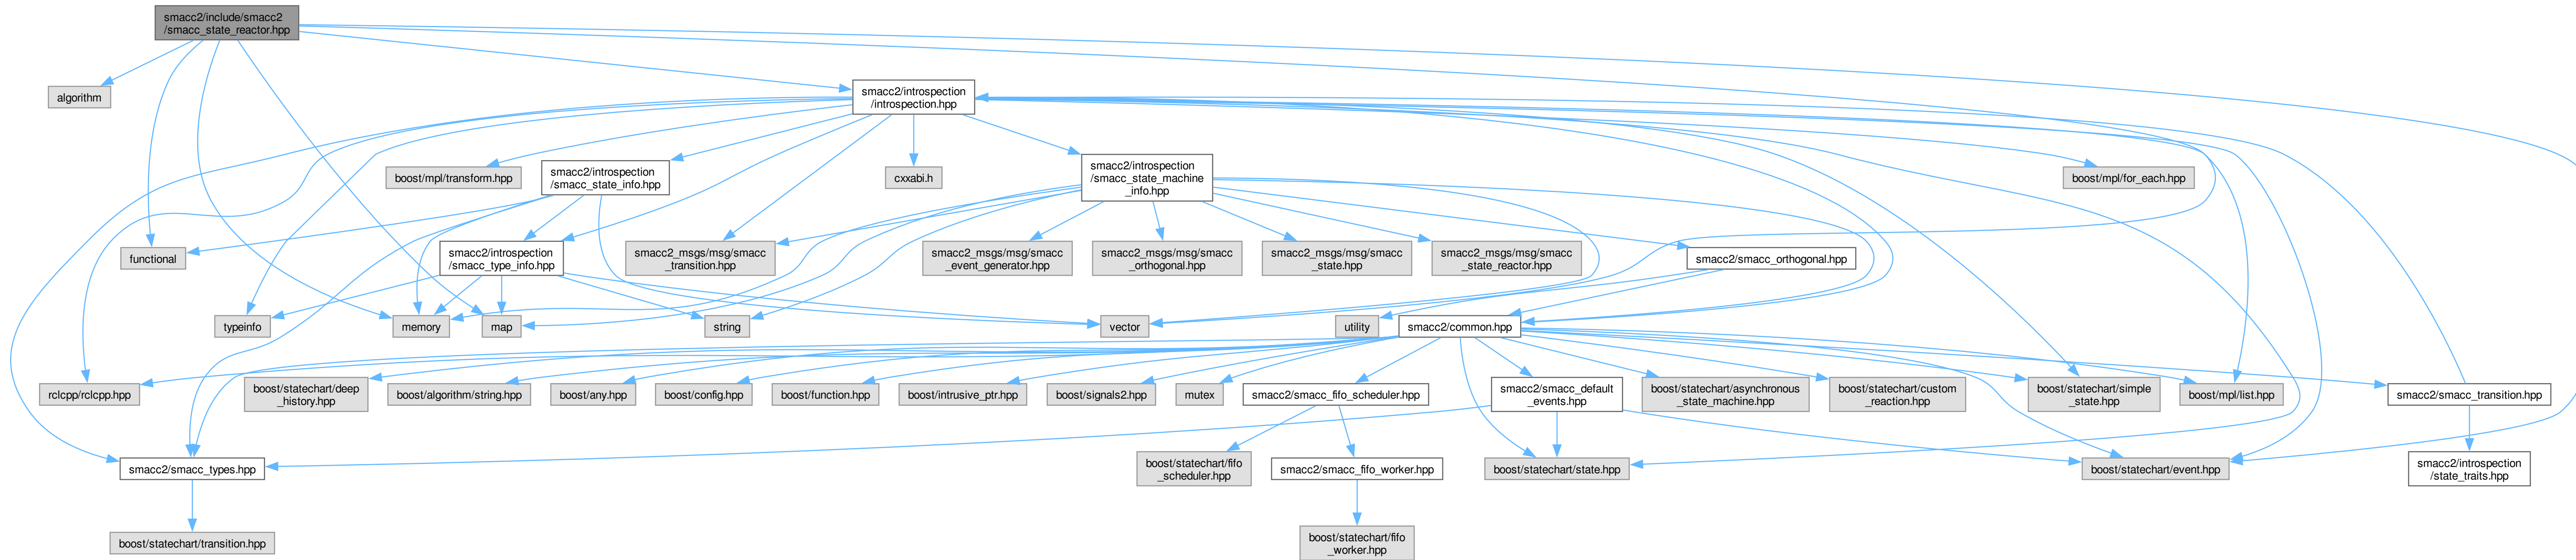 smacc2/include/smacc2
/smacc_state_reactor.hpp
algorithm
smacc2/introspection
/introspection.hpp
smacc2/introspection
/smacc_state_info.hpp
boost/mpl/transform.hpp
cxxabi.h
smacc2/introspection
/smacc_state_machine
_info.hpp
boost/mpl/for_each.hpp
functional
smacc2/introspection
/smacc_type_info.hpp
smacc2_msgs/msg/smacc
_transition.hpp
smacc2_msgs/msg/smacc
_event_generator.hpp
smacc2_msgs/msg/smacc
_orthogonal.hpp
smacc2_msgs/msg/smacc
_state.hpp
smacc2_msgs/msg/smacc
_state_reactor.hpp
smacc2/smacc_orthogonal.hpp
typeinfo
memory
map
string
vector
utility
smacc2/common.hpp
rclcpp/rclcpp.hpp
boost/statechart/deep
_history.hpp
boost/algorithm/string.hpp
boost/any.hpp
boost/config.hpp
boost/function.hpp
boost/intrusive_ptr.hpp
boost/signals2.hpp
mutex
smacc2/smacc_fifo_scheduler.hpp
smacc2/smacc_default
_events.hpp
boost/statechart/asynchronous
_state_machine.hpp
boost/statechart/custom
_reaction.hpp
boost/statechart/simple
_state.hpp
boost/mpl/list.hpp
smacc2/smacc_transition.hpp
smacc2/smacc_types.hpp
boost/statechart/fifo
_scheduler.hpp
smacc2/smacc_fifo_worker.hpp
boost/statechart/state.hpp
boost/statechart/event.hpp
smacc2/introspection
/state_traits.hpp
boost/statechart/transition.hpp
boost/statechart/fifo
_worker.hpp